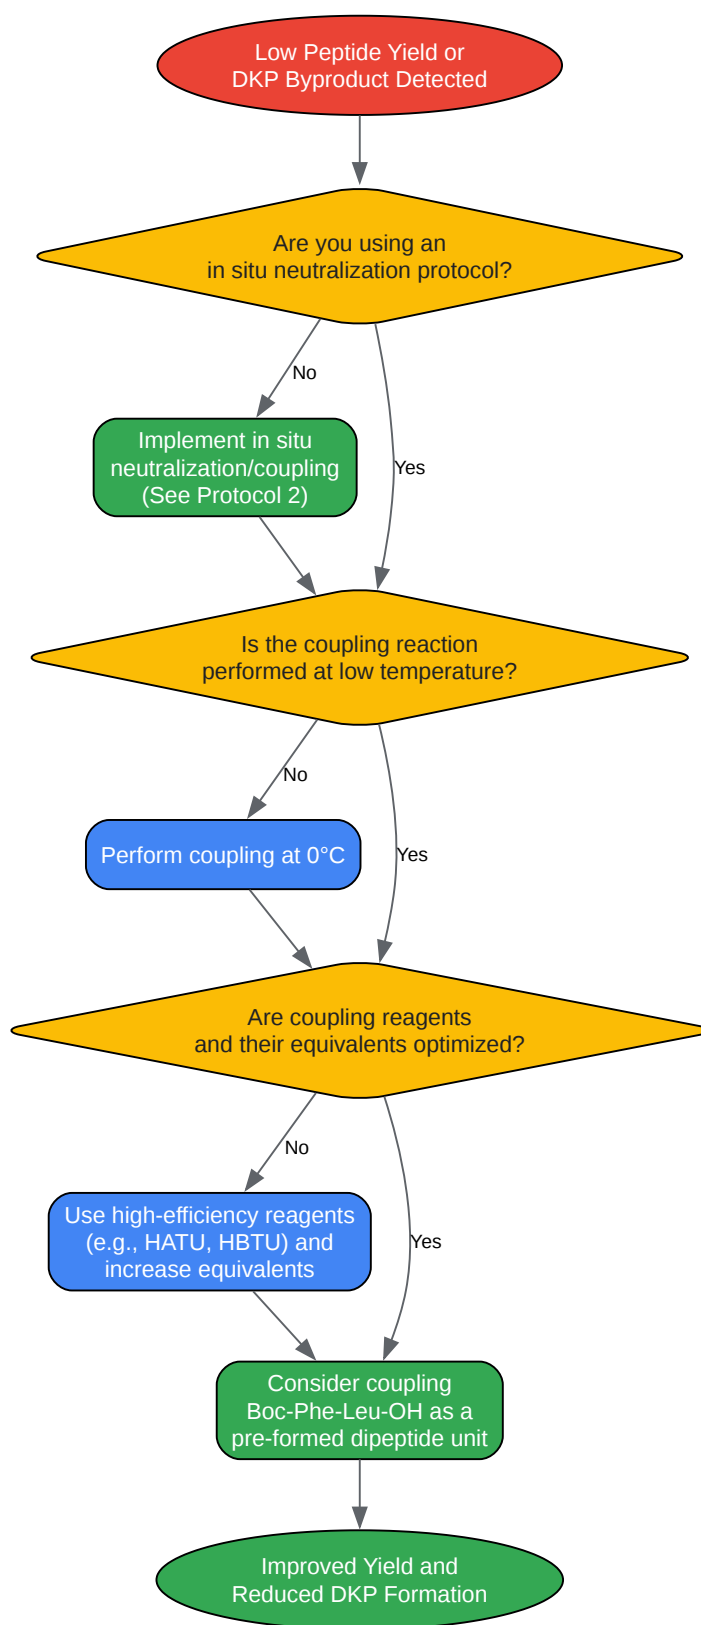 Low Peptide Yield or
DKP Byproduct Detected
Are you using an
in situ neutralization protocol?
No
Implement in situ
neutralization/coupling
(See Protocol 2)
Yes
Is the coupling reaction
performed at low temperature?
No
Perform coupling at 0°C
Yes
Are coupling reagents
and their equivalents optimized?
No
Use high-efficiency reagents
(e.g., HATU, HBTU) and
increase equivalents
Yes
Consider coupling
Boc-Phe-Leu-OH as a
pre-formed dipeptide unit
Improved Yield and
Reduced DKP Formation